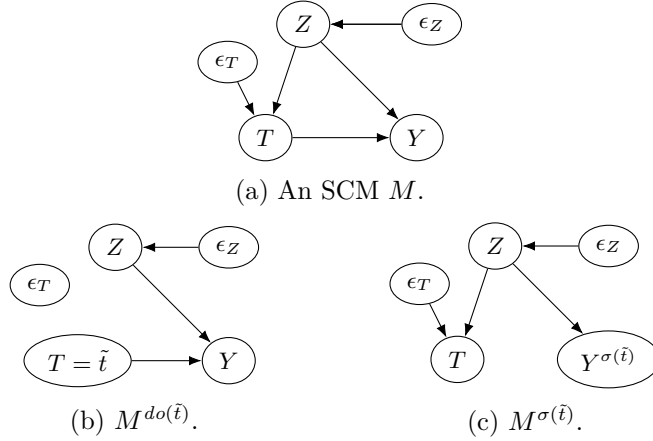 Z
ϵ_Z
ϵ_T
T
Y
(a) An SCM M.
Z
ϵ_Z
ϵ_T
T = t̃
Y
(b) M^{do(t̃)}.
Z
ϵ_Z
ϵ_T
T
Y^{σ(t̃)}
(c) M^{σ(t̃)}.